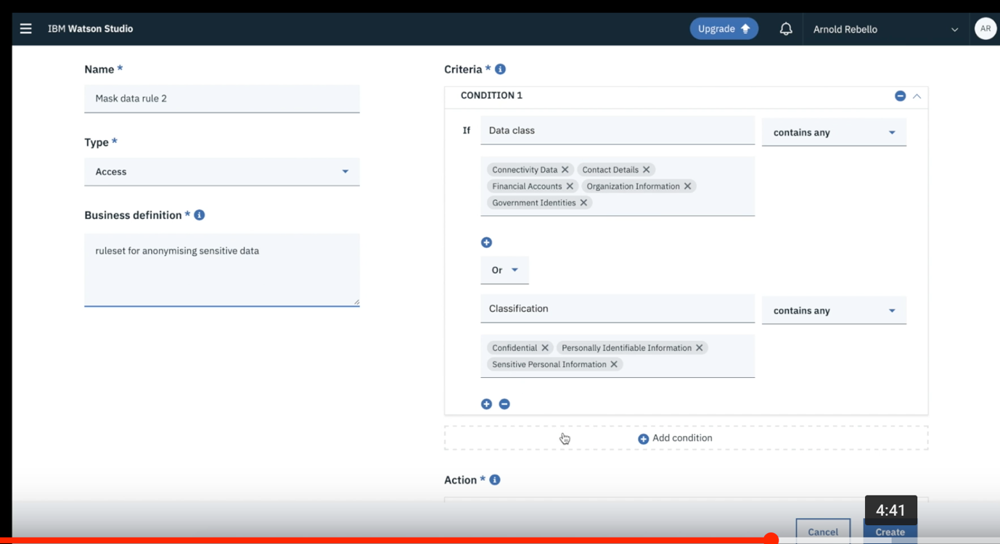 IBM Watson Studio
Upgrade
Arnold Rebello
AR
Name *
Mask data rule 2
Type *
Access
Business definition *
ruleset for anonymising sensitive data
Criteria *
CONDITION 1
If
Data class
contains any
Connectivity Data
Contact Details
Financial Accounts
Organization Information
Government Identities
Or
Classification
contains any
Confidential
Personally Identifiable Information
Sensitive Personal Information
Add condition
Action *
4:41
Cancel
Create